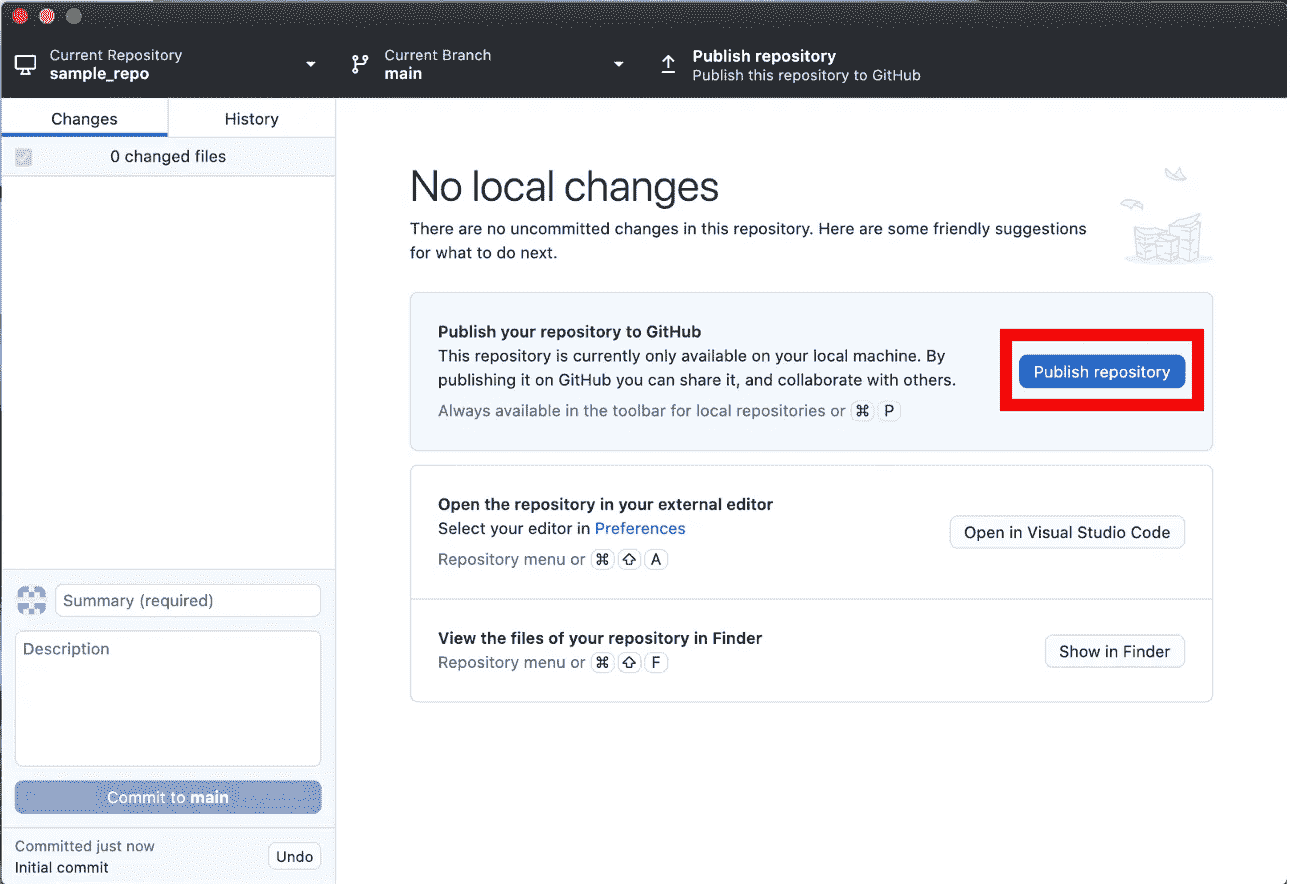 Current Repository
sample_repo
Current Branch
main
Publish repository
Publish this repository to GitHub
Changes
History
0 changed files
No local changes
There are no uncommitted changes in this repository. Here are some friendly suggestions
for what to do next.
Publish your repository to GitHub
This repository is currently only available on your local machine. By
publishing it on GitHub you can share it, and collaborate with others.
Always available in the toolbar for local repositories or ⌘ P
Publish repository
Open the repository in your external editor
Select your editor in Preferences
Repository menu or ⌘ ⇧ A
Open in Visual Studio Code
View the files of your repository in Finder
Repository menu or ⌘ ⇧ F
Show in Finder
Summary (required)
Description
Commit to main
Committed just now
Initial commit
Undo